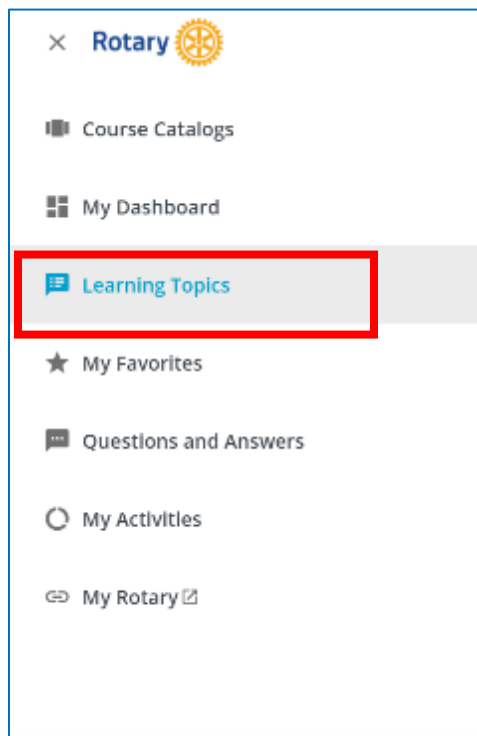 Rotary
Course Catalogs
My Dashboard
Learning Topics
My Favorites
Questions and Answers
My Activities
My Rotary